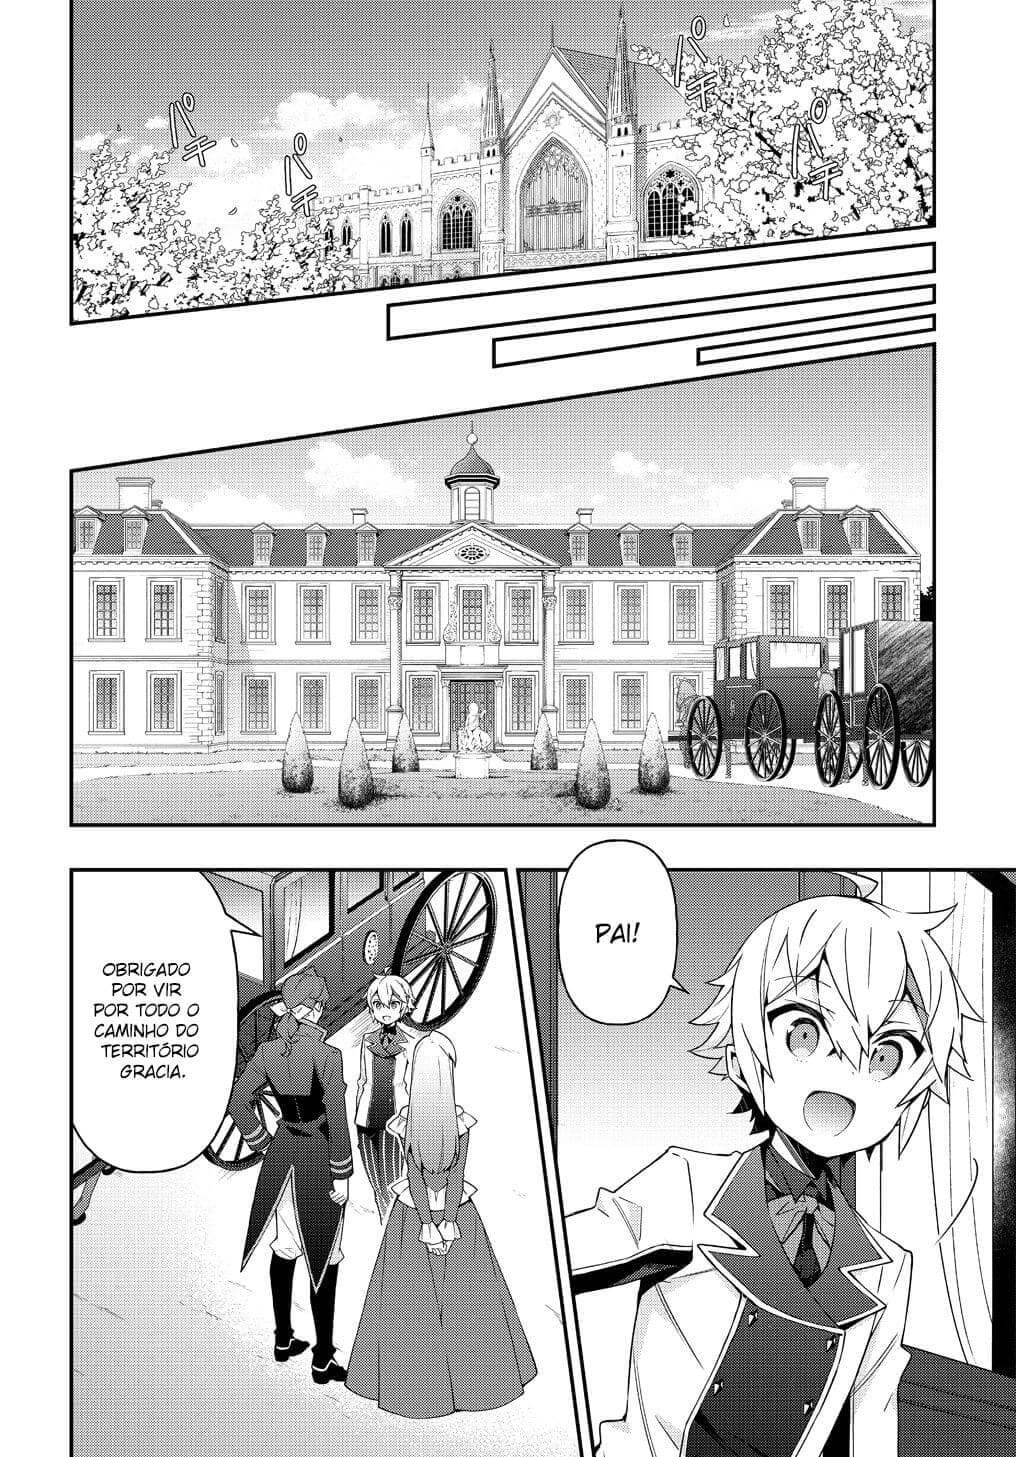 パチ
パチ
パチ
パチ
PAI!
OBRIGADO
POR VIR
POR TODO O
CAMINHO DO
TERRITÓRIO
GRACIA.